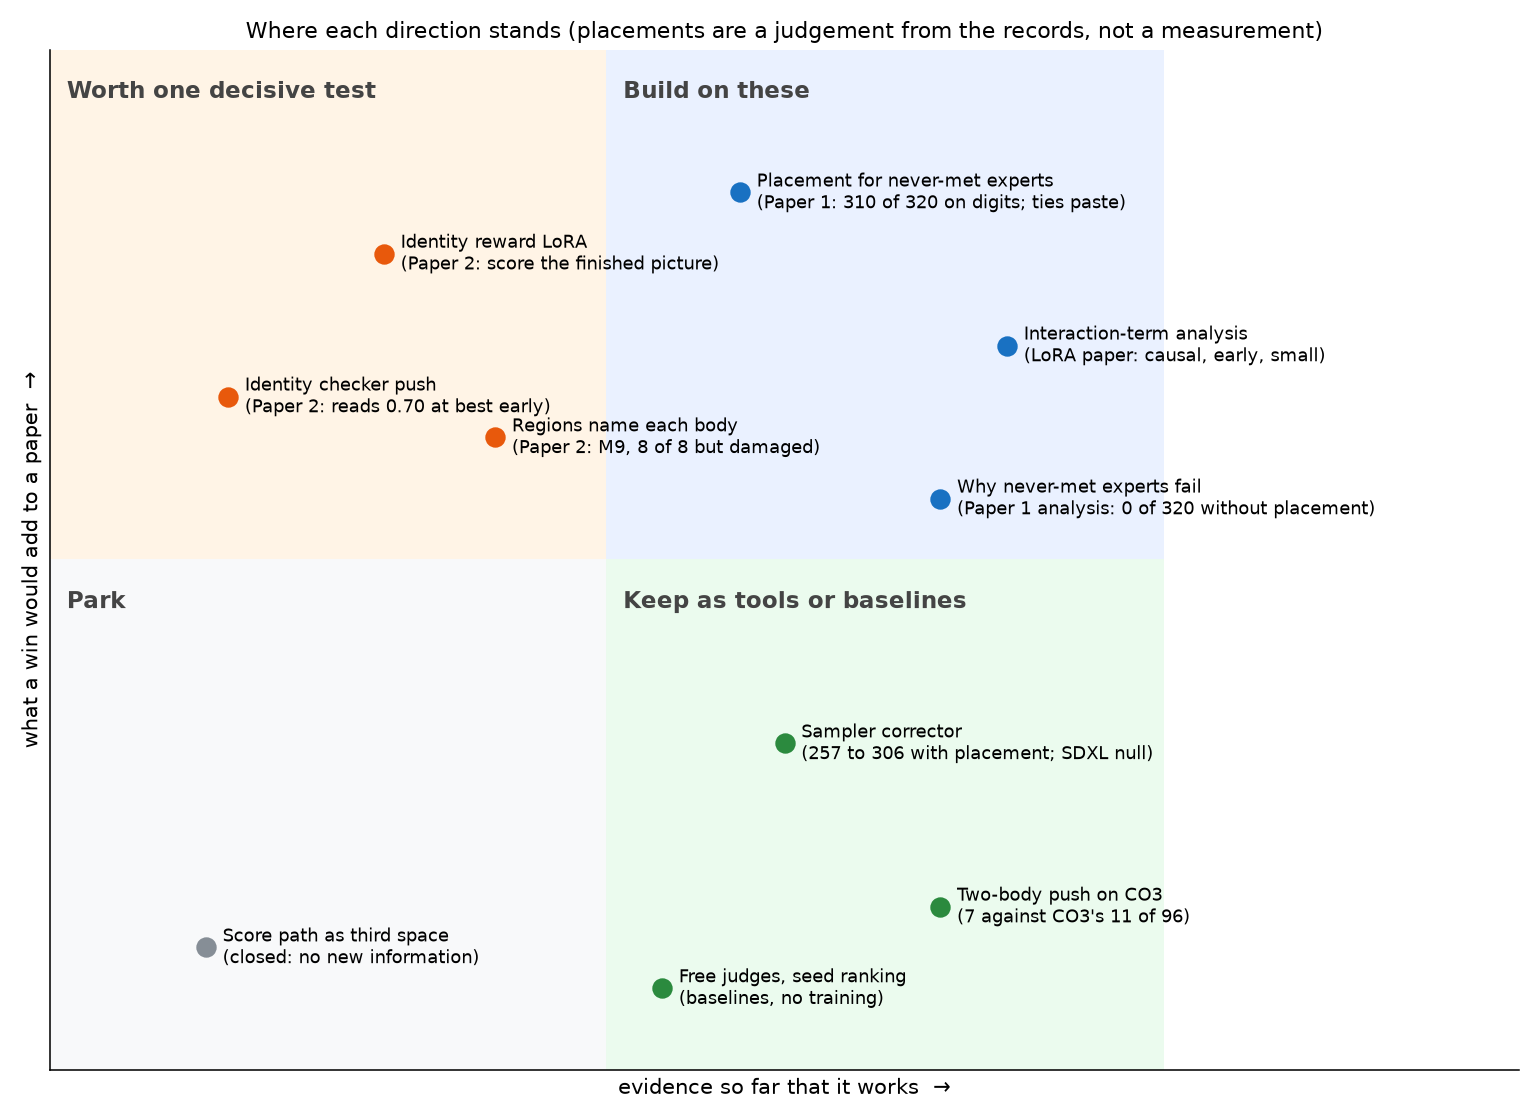 Where each direction stands (placements are a judgement from the records, not a measurement)
Worth one decisive test
Build on these
Placement for never-met experts
(Paper 1: 310 of 320 on digits; ties paste)
Identity reward LoRA
(Paper 2: score the finished picture)
Interaction-term analysis
(LoRA paper: causal, early, small)
Identity checker push
(Paper 2: reads 0.70 at best early)
Regions name each body
(Paper 2: M9, 8 of 8 but damaged)
Why never-met experts fail
(Paper 1 analysis: 0 of 320 without placement)
what a win would add to a paper →
Park
Keep as tools or baselines
Sampler corrector
(257 to 306 with placement; SDXL null)
Two-body push on CO3
(7 against CO3's 11 of 96)
Score path as third space
(closed: no new information)
Free judges, seed ranking
(baselines, no training)
evidence so far that it works →